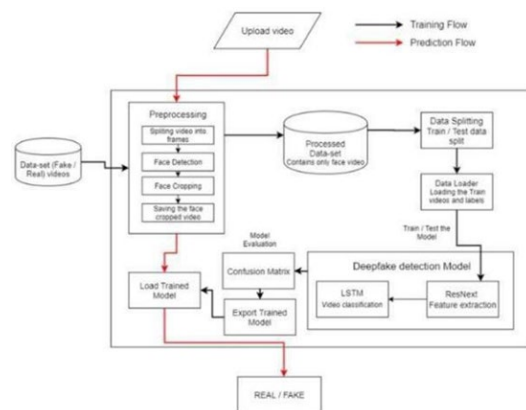 Upload video
Training Flow
Prediction Flow
Preprocessing
Spliiting video into
frames
Face Detection
Face Cropping
Saving the face
cropped video
Data-set (Fake /
Real) videos
Processed
Data-set
Contains only face video
Data Splitting
Train / Test data
split
Data Loader
Loading the Train
videos and labels
Train / Test the
Model
Model
Evaluation
Confusion Matrix
Export Trained
Model
Load Trained
Model
Deepfake detection Model
LSTM
Video classification
ResNext
Feature extraction
REAL / FAKE